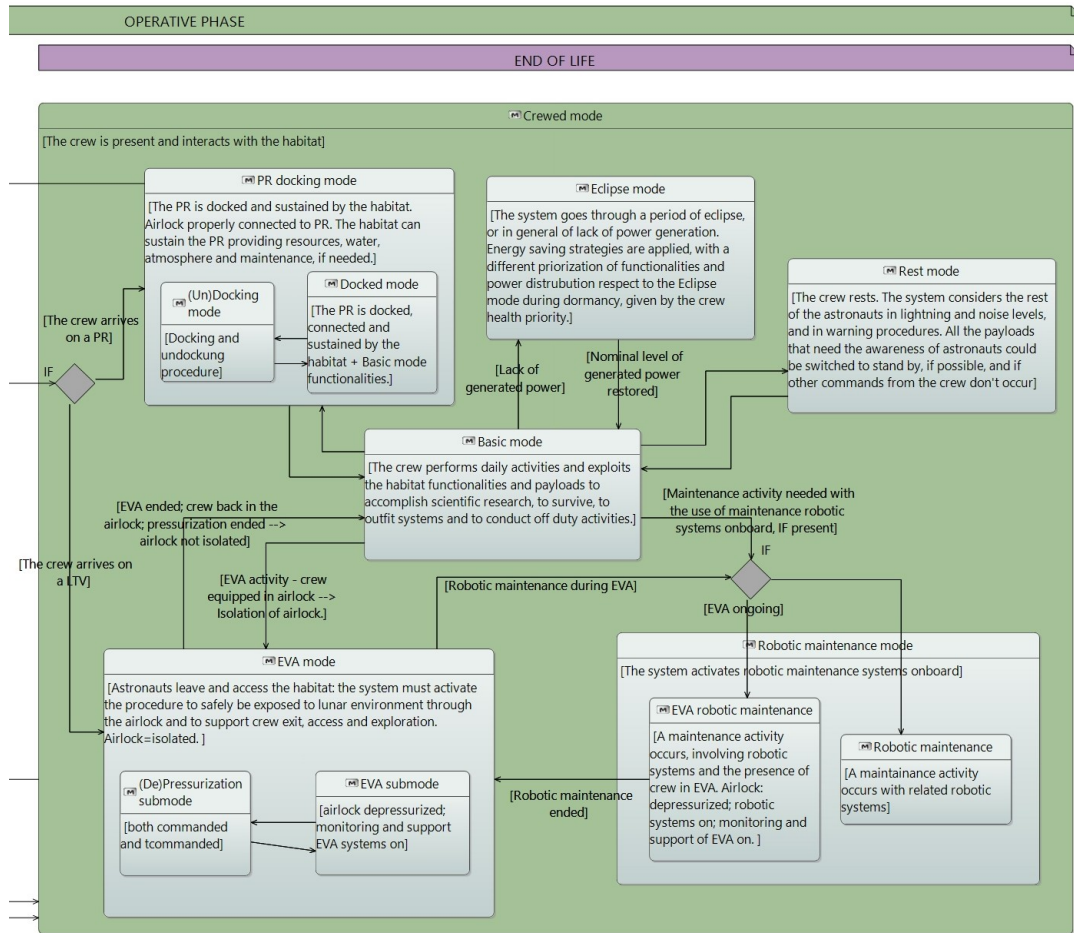 OPERATIVE PHASE
END OF LIFE
Crewed mode
[The crew is present and interacts with the habitat]
PR docking mode
[The PR is docked and sustained by the habitat.
Airlock properly connected to PR. The habitat can
sustain the PR providing resources, water,
atmosphere and maintenance, if needed.]
(Un)Docking
mode
[Docking and
undockung
procedure]
Docked mode
[The PR is docked,
connected and
sustained by the
habitat + Basic mode
functionalities.]
Eclipse mode
[The system goes through a period of eclipse,
or in general of lack of power generation.
Energy saving strategies are applied, with a
different priorization of functionalities and
power distrubution respect to the Eclipse
mode during dormancy, given by the crew
health priority.]
Rest mode
[The crew rests. The system considers the rest
of the astronauts in lightning and noise levels,
and in warning procedures. All the payloads
that need the awareness of astronauts could
be switched to stand by, if possible, and if
other commands from the crew don't occur]
[The crew arrives
on a PR]
IF
[Lack of
generated power]
[Nominal level of
generated power
restored]
Basic mode
[The crew performs daily activities and exploits
the habitat functionalities and payloads to
accomplish scientific research, to survive, to
outfit systems and to conduct off duty activities.]
[EVA ended; crew back in the
airlock; pressurization ended -->
airlock not isolated]
[Maintenance activity needed with
the use of maintenance robotic
systems onboard, IF present]
IF
[The crew arrives on
a LTV]
[EVA activity - crew
equipped in airlock -->
Isolation of airlock.]
[Robotic maintenance during EVA]
[EVA ongoing]
EVA mode
[Astronauts leave and access the habitat: the system must activate
the procedure to safely be exposed to lunar environment through
the airlock and to support crew exit, access and exploration.
Airlock=isolated. ]
(De)Pressurization
submode
[both commanded
and tcommanded]
EVA submode
[airlock depressurized;
monitoring and support
EVA systems on]
[Robotic maintenance
ended]
Robotic maintenance mode
[The system activates robotic maintenance systems onboard]
EVA robotic maintenance
[A maintenance activity
occurs, involving robotic
systems and the presence of
crew in EVA. Airlock:
depressurized; robotic
systems on; monitoring and
support of EVA on. ]
Robotic maintenance
[A maintainance activity
occurs with related robotic
systems]